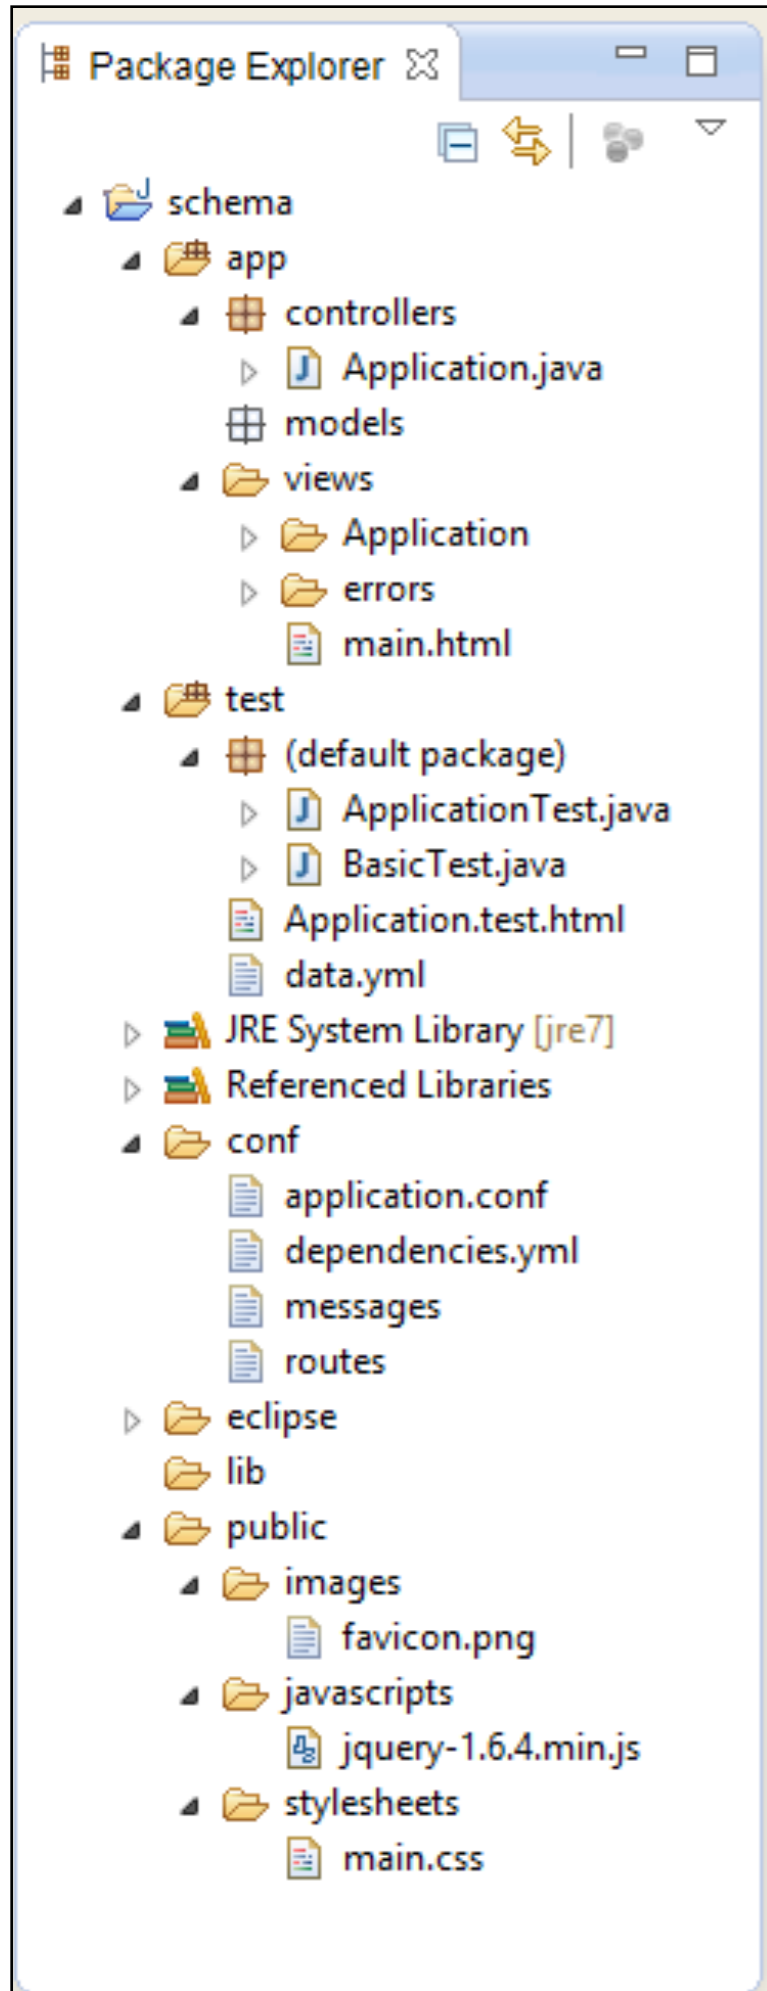 Package Explorer
schema
app
controllers
Application.java
models
views
Application
errors
main.html
test
(default package)
ApplicationTest.java
BasicTest.java
Application.test.html
data.yml
JRE System Library [jre7]
Referenced Libraries
conf
application.conf
dependencies.yml
messages
routes
eclipse
lib
public
images
favicon.png
javascripts
jquery-1.6.4.min.js
stylesheets
main.css